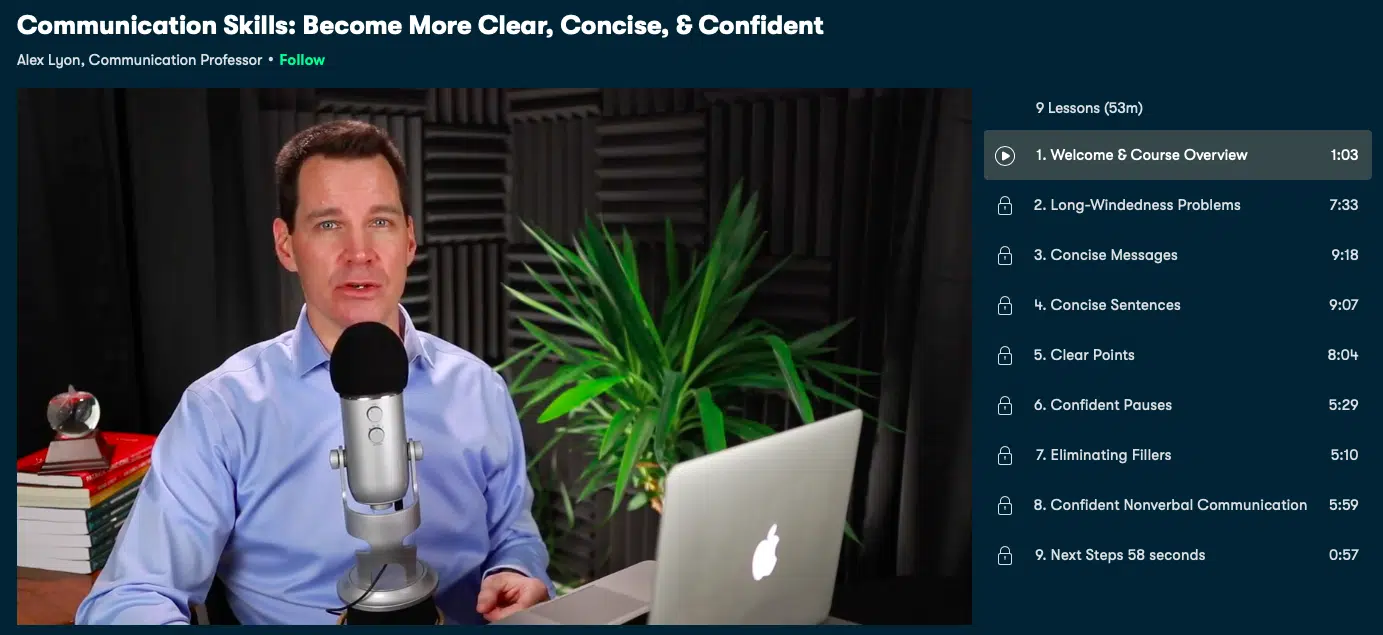 Communication Skills: Become More Clear, Concise, & Confident
Alex Lyon, Communication Professor • Follow
9 Lessons (53m)
1. Welcome & Course Overview 1:03
2. Long-Windedness Problems 7:33
3. Concise Messages 9:18
4. Concise Sentences 9:07
5. Clear Points 8:04
6. Confident Pauses 5:29
7. Eliminating Fillers 5:10
8. Confident Nonverbal Communication 5:59
9. Next Steps 58 seconds 0:57